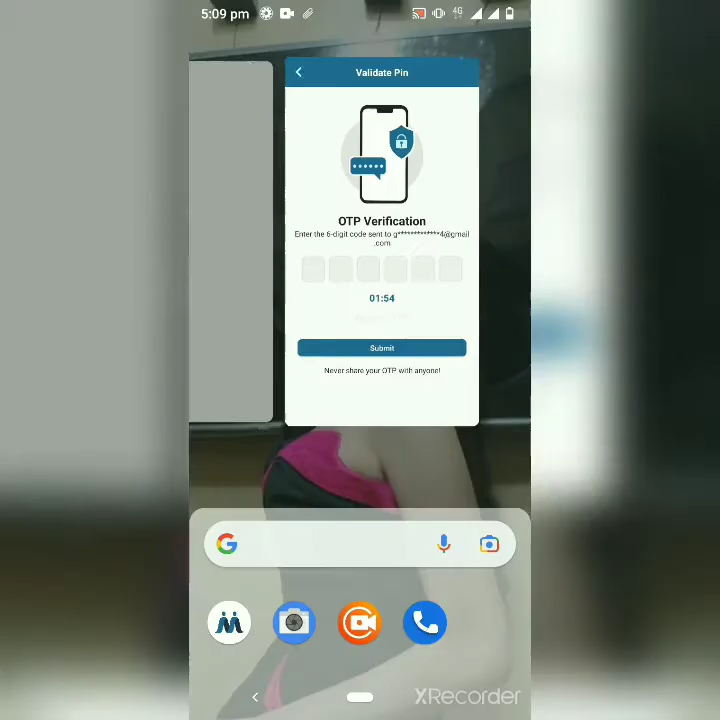 5:09 pm
4G
Validate Pin
OTP Verification
Enter the 6-digit code sent to g*************4@gmail
.com
01:54
Submit
Never share your OTP with anyone!
XRecorder